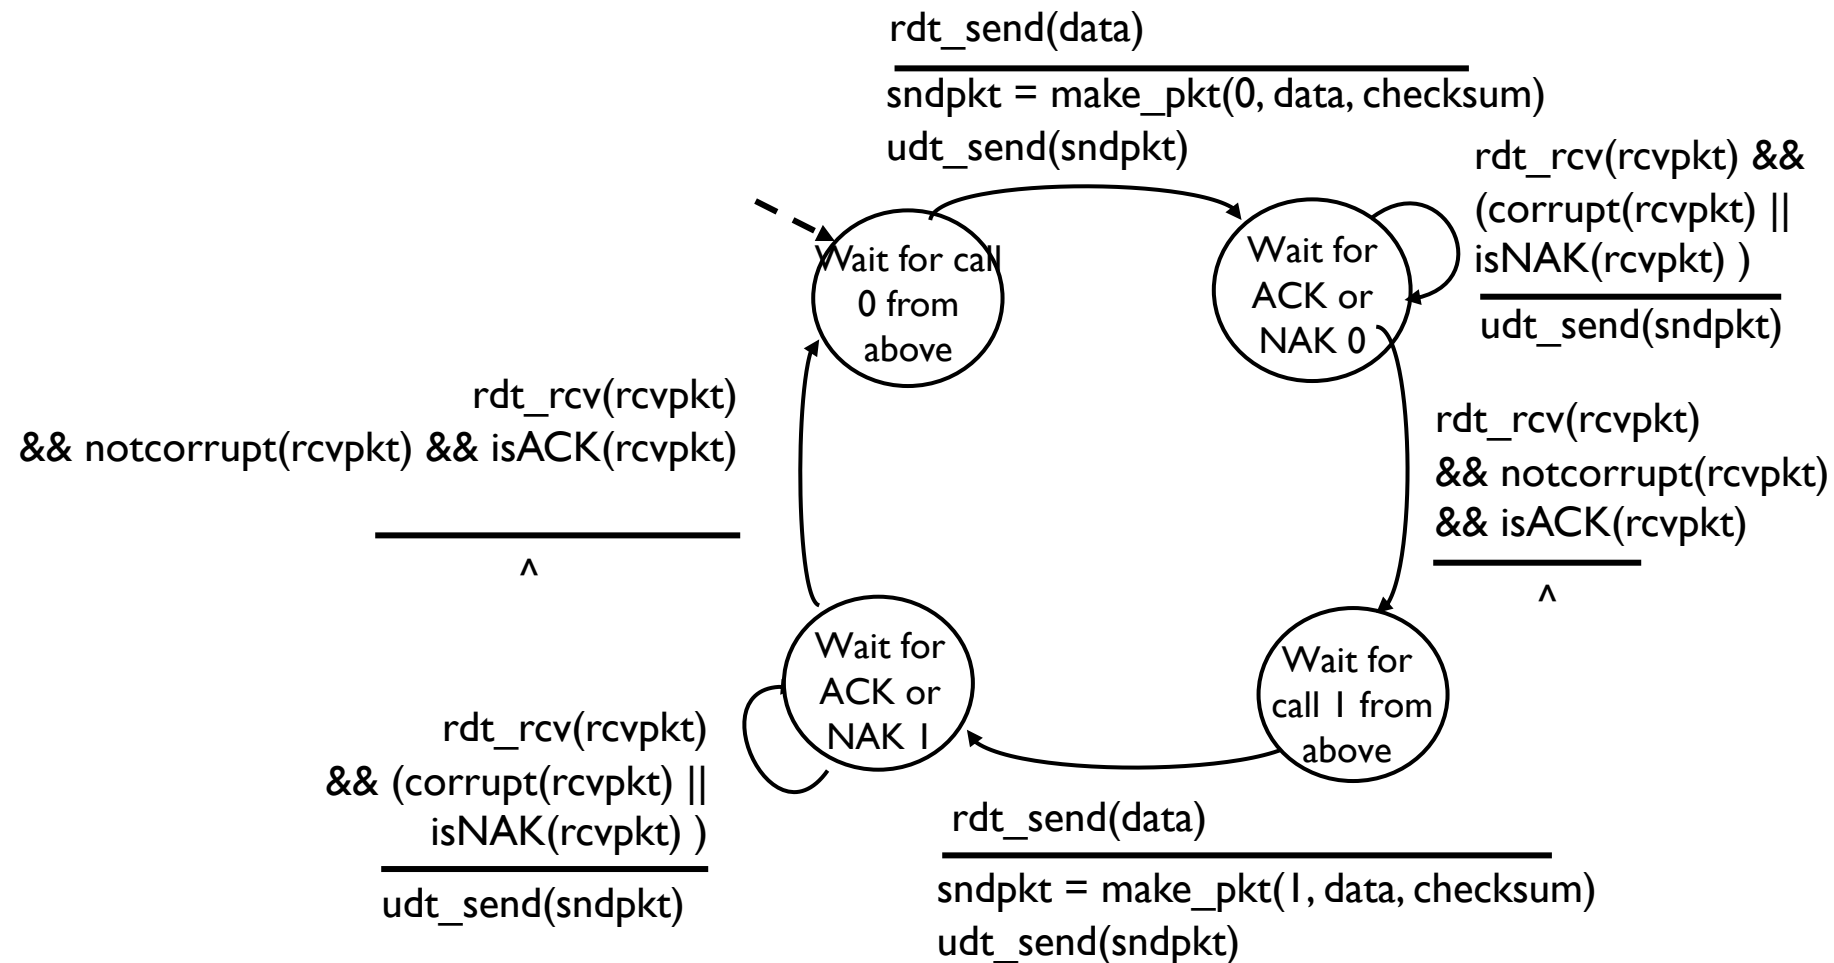 rdt_send(data)
sndpkt = make_pkt(0, data, checksum)
udt_send(sndpkt)
rdt_rcv(rcvpkt) &&
(corrupt(rcvpkt) ||
isNAK(rcvpkt) )
udt_send(sndpkt)
Wait for call
0 from
above
Wait for
ACK or
NAK 0
rdt_rcv(rcvpkt)
&& notcorrupt(rcvpkt) && isACK(rcvpkt)
^
rdt_rcv(rcvpkt)
&& notcorrupt(rcvpkt)
&& isACK(rcvpkt)
^
Wait for
ACK or
NAK 1
Wait for
call 1 from
above
rdt_rcv(rcvpkt)
&& (corrupt(rcvpkt) ||
isNAK(rcvpkt) )
udt_send(sndpkt)
rdt_send(data)
sndpkt = make_pkt(1, data, checksum)
udt_send(sndpkt)